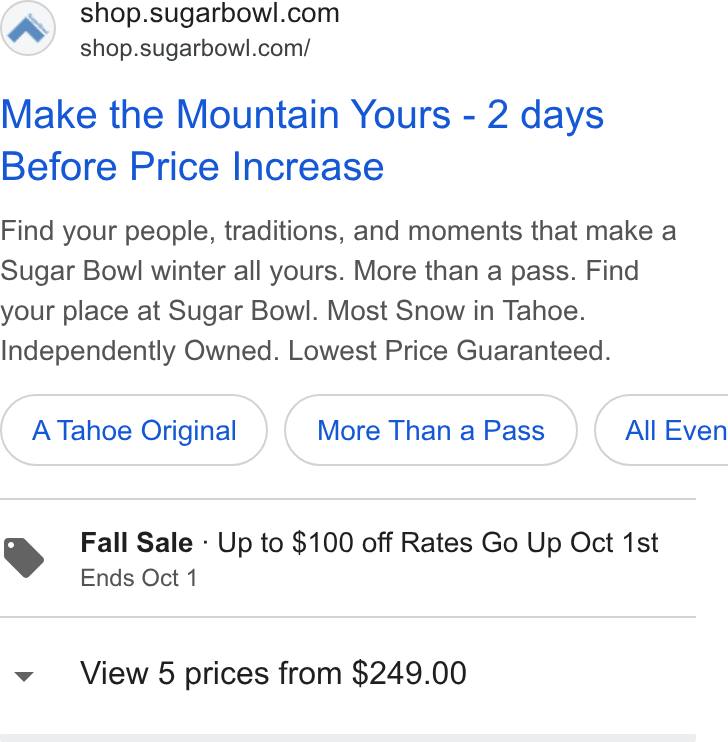 shop.sugarbowl.com
shop.sugarbowl.com/
Make the Mountain Yours - 2 days
Before Price Increase
Find your people, traditions, and moments that make a
Sugar Bowl winter all yours. More than a pass. Find
your place at Sugar Bowl. Most Snow in Tahoe.
Independently Owned. Lowest Price Guaranteed.
A Tahoe Original
More Than a Pass
All Even
Fall Sale · Up to $100 off Rates Go Up Oct 1st
Ends Oct 1
View 5 prices from $249.00